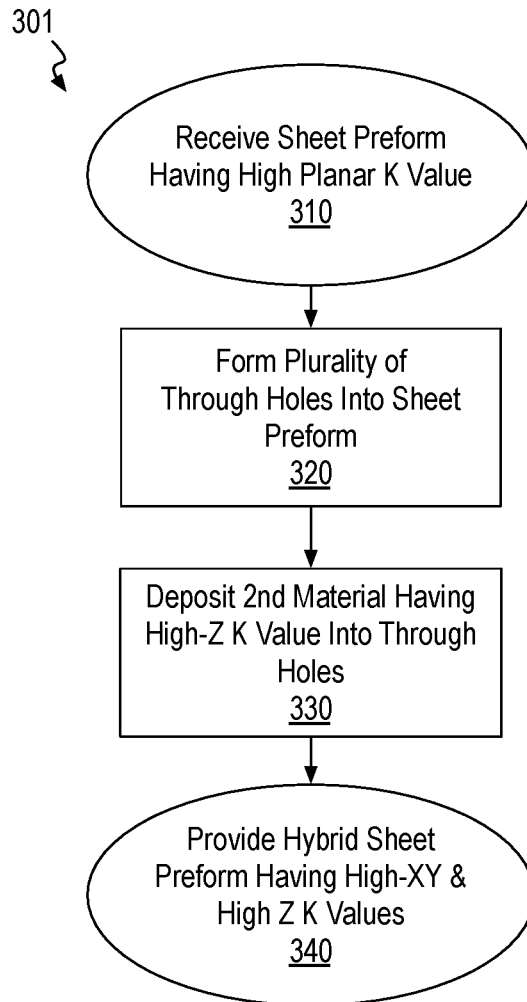 301
Receive Sheet Preform
Having High Planar K Value
310
Form Plurality of
Through Holes Into Sheet
Preform
320
Deposit 2nd Material Having
High-Z K Value Into Through
Holes
330
Provide Hybrid Sheet
Preform Having High-XY &
High Z K Values
340